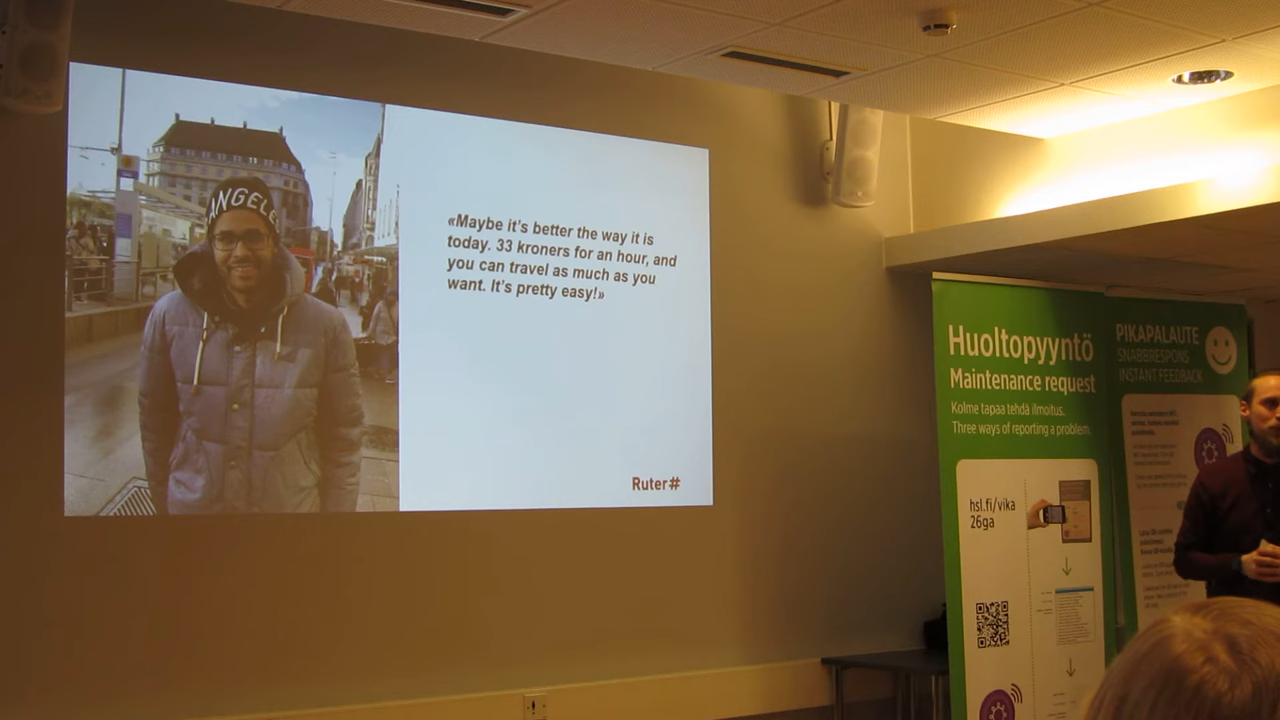 ANGELE
«Maybe it's better the way it is
today. 33 kroners for an hour, and
you can travel as much as you
want. It's pretty easy!»
Ruter#
Huoltopyyntö
Maintenance request
Kolme tapaa tehdä ilmoitus.
Three ways of reporting a problem.
hsl.fi/vika
26ga
PIKAPALAUTE
SNABBRESPONS
INSTANT FEEDBACK